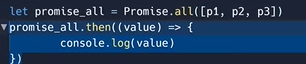 let promise_all = Promise.all([p1, p2, p3])
promise_all.then((value) => {
    console.log(value)
})